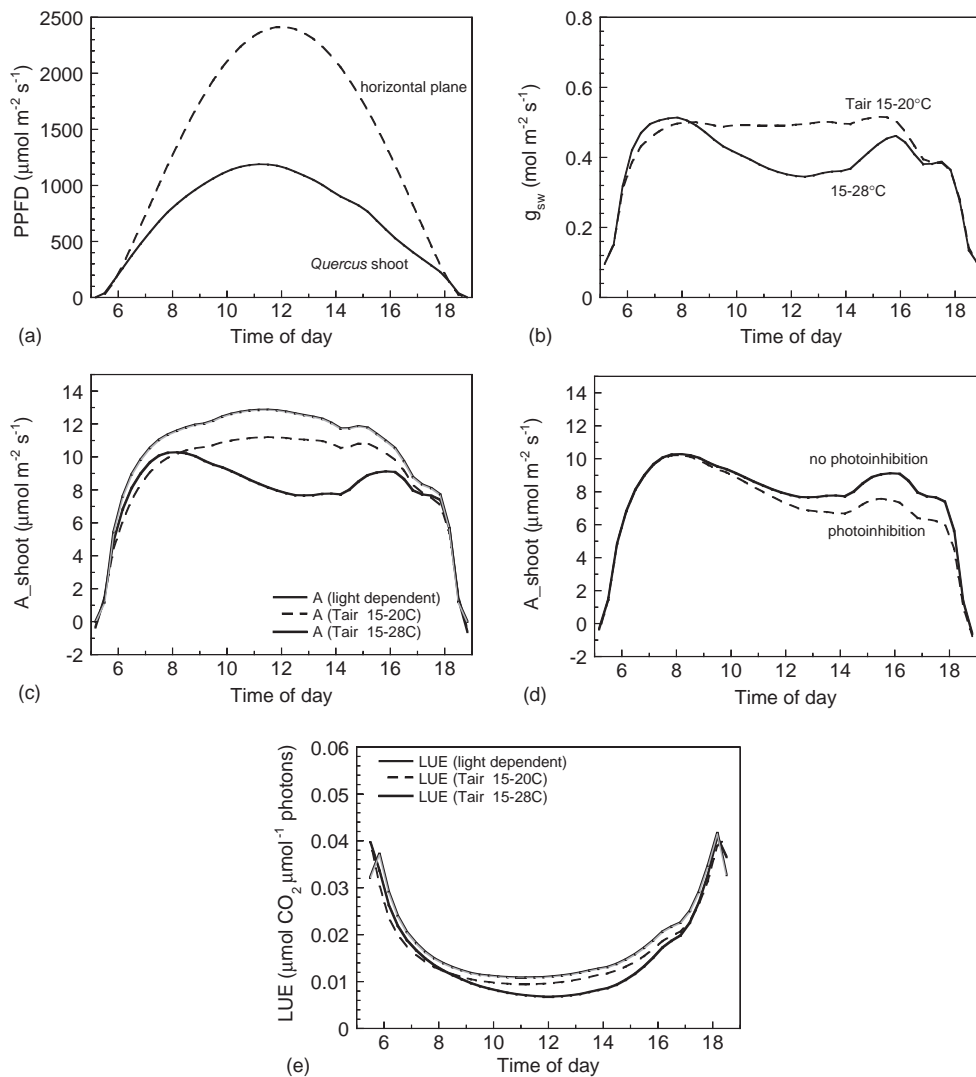 2500
2000
1500
1000
500
0
PPFD (μmol m⁻² s⁻¹)
horizontal plane
Quercus shoot
6 8 10 12 14 16 18
Time of day
(a)
0.8
0.6
0.4
0.2
0
g_sw (mol m⁻² s⁻¹)
Tair 15-20°C
15-28°C
6 8 10 12 14 16 18
Time of day
(b)
14
12
10
8
6
4
2
0
-2
A_shoot (μmol m⁻² s⁻¹)
A (light dependent)
A (Tair 15-20C)
A (Tair 15-28C)
6 8 10 12 14 16 18
Time of day
(c)
14
12
10
8
6
4
2
0
-2
A_shoot (μmol m⁻² s⁻¹)
no photoinhibition
photoinhibition
6 8 10 12 14 16 18
Time of day
(d)
0.06
0.05
0.04
0.03
0.02
0.01
0
LUE (μmol CO₂ μmol⁻¹ photons)
LUE (light dependent)
LUE (Tair 15-20C)
LUE (Tair 15-28C)
6 8 10 12 14 16 18
Time of day
(e)